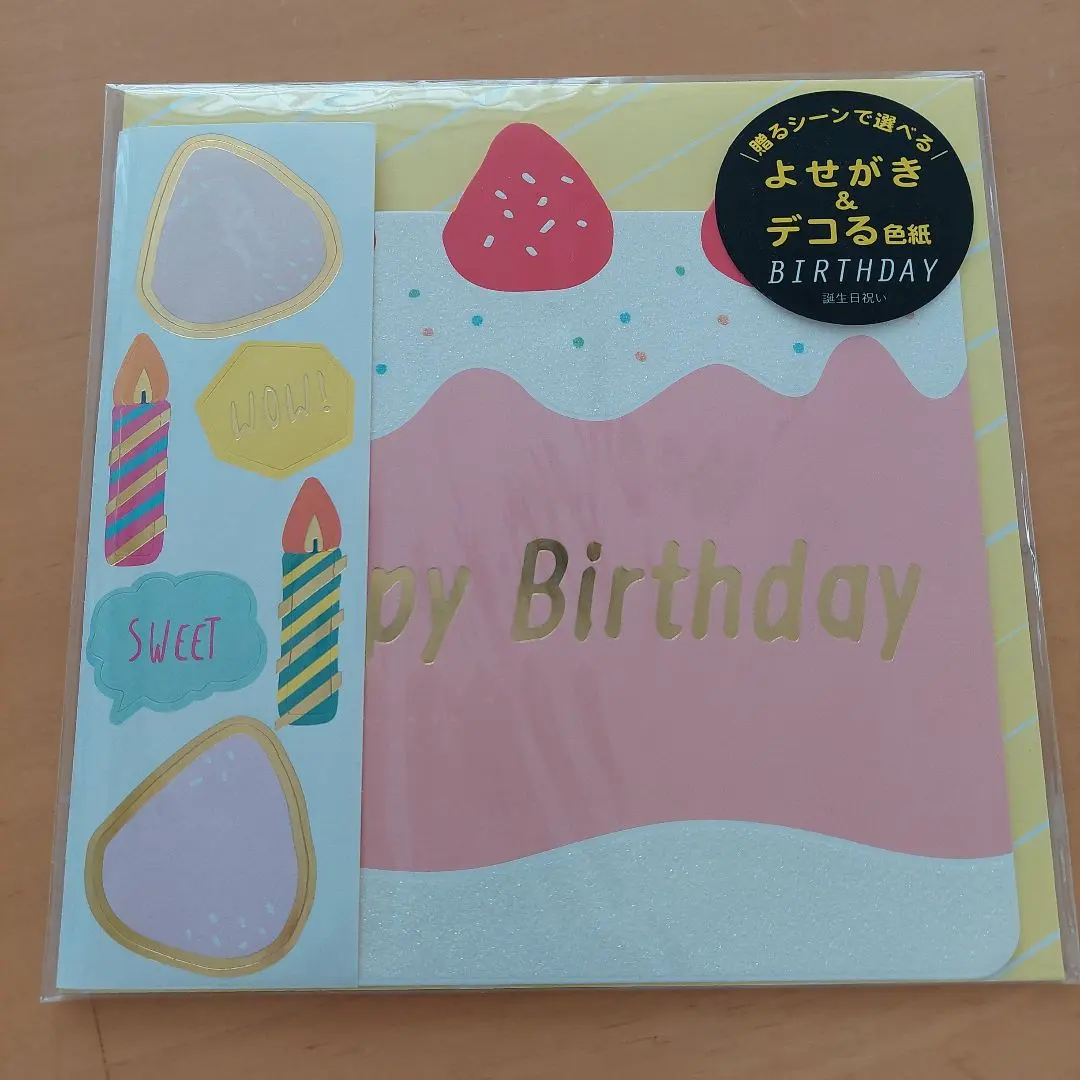 贈るシーンで選べる
よせがき
&
デコる色紙
BIRTHDAY
誕生日祝い
WOW!
SWEET
py Birthday